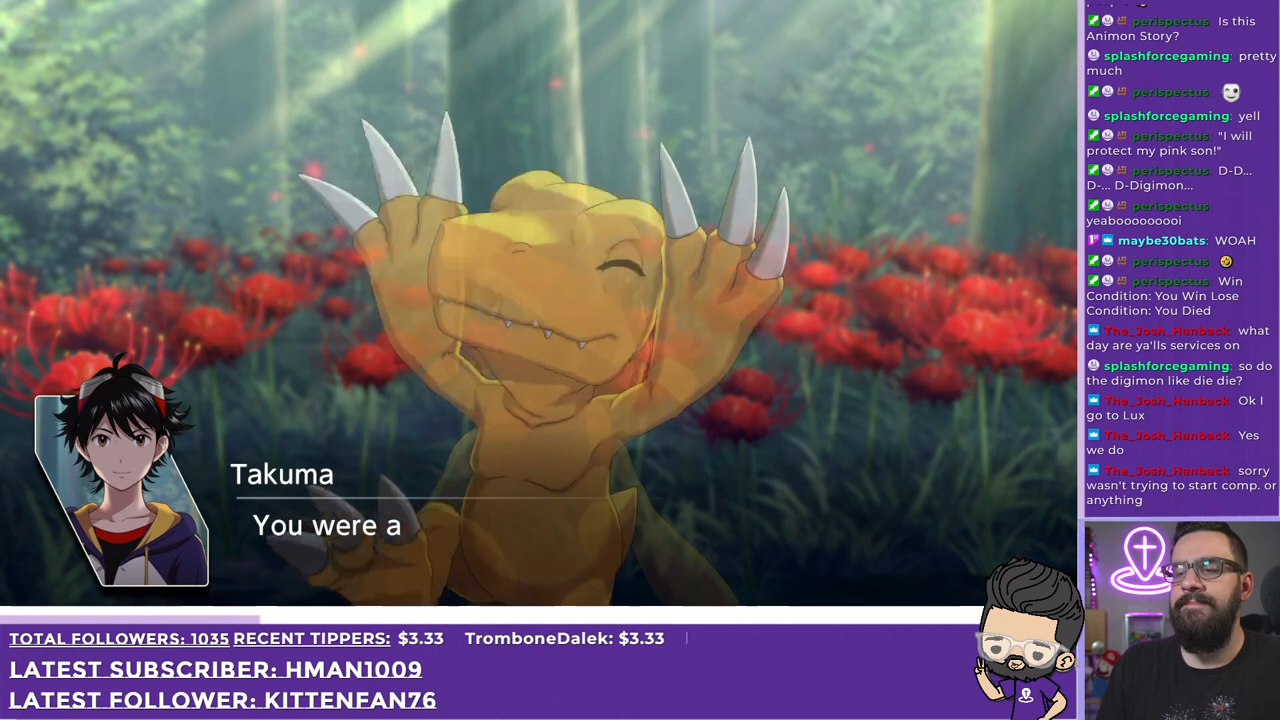 Takuma
You were a
perispectus Is this
Animon Story?
splashforcegaming: pretty
much
perispectus
splashforcegaming: yell
perispectus "I will
protect my pink son!"
perispectus D-D...
D-... D-Digimon...
perispectus
yeaboooooooi
maybe30bats: WOAH
perispectus
perispectus Win
Condition: You Win Lose
Condition: You Died
The_Josh_Hanback what
day are ya'lls services on
splashforcegaming: so do
the digimon like die die?
The_Josh_Hanback Ok I
go to Lux
The_Josh_Hanback Yes
we do
The_Josh_Hanback sorry
wasn't trying to start comp. or
anything
TOTAL FOLLOWERS: 1035 RECENT TIPPERS: $3.33 TromboneDalek: $3.33
LATEST SUBSCRIBER: HMAN1009
LATEST FOLLOWER: KITTENFAN76